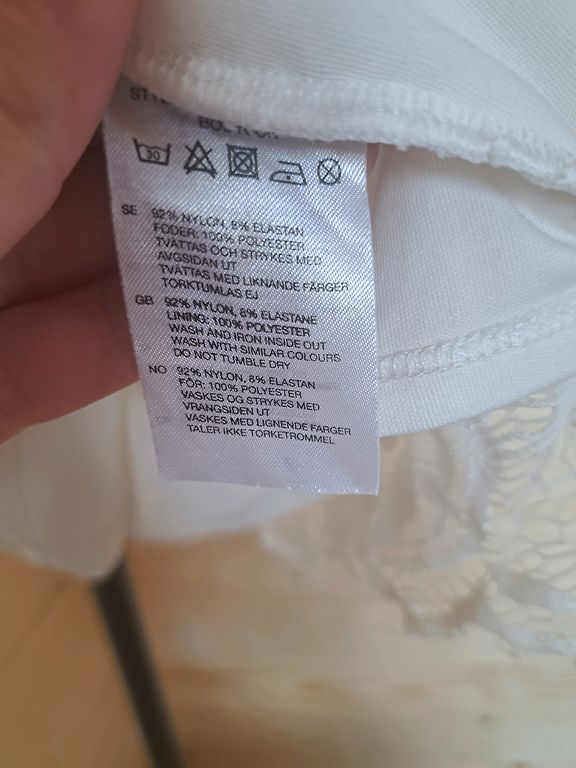 30
SE 92% NYLON, 8% ELASTAN
FODER: 100% POLYESTER
TVÄTTAS OCH STRYKES MED
AVGSIDAN UT
TVÄTTAS MED LIKNANDE FÄRGER
TORKTUMLAS EJ
GB 92% NYLON, 8% ELASTANE
LINING: 100% POLYESTER
WASH AND IRON INSIDE OUT
WASH WITH SIMILAR COLOURS
DO NOT TUMBLE DRY
NO 92% NYLON, 8% ELASTAN
FÔR: 100% POLYESTER
VASKES OG STRYKES MED
VRANGSIDEN UT
VASKES MED LIGNENDE FARGER
TALER IKKE TORKETROMMEL